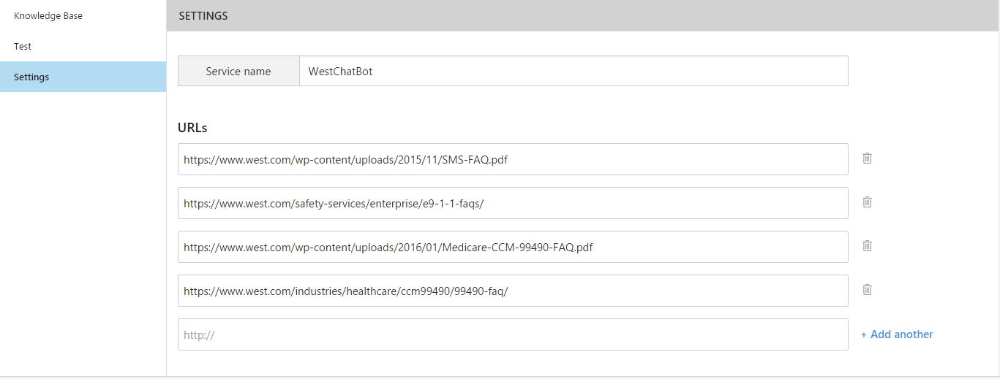 Knowledge Base
Test
Settings
SETTINGS
Service name WestChatBot
URLs
https://www.west.com/wp-content/uploads/2015/11/SMS-FAQ.pdf
https://www.west.com/safety-services/enterprise/e9-1-1-faqs/
https://www.west.com/wp-content/uploads/2016/01/Medicare-CCM-99490-FAQ.pdf
https://www.west.com/industries/healthcare/ccm99490/99490-faq/
http://
+ Add another